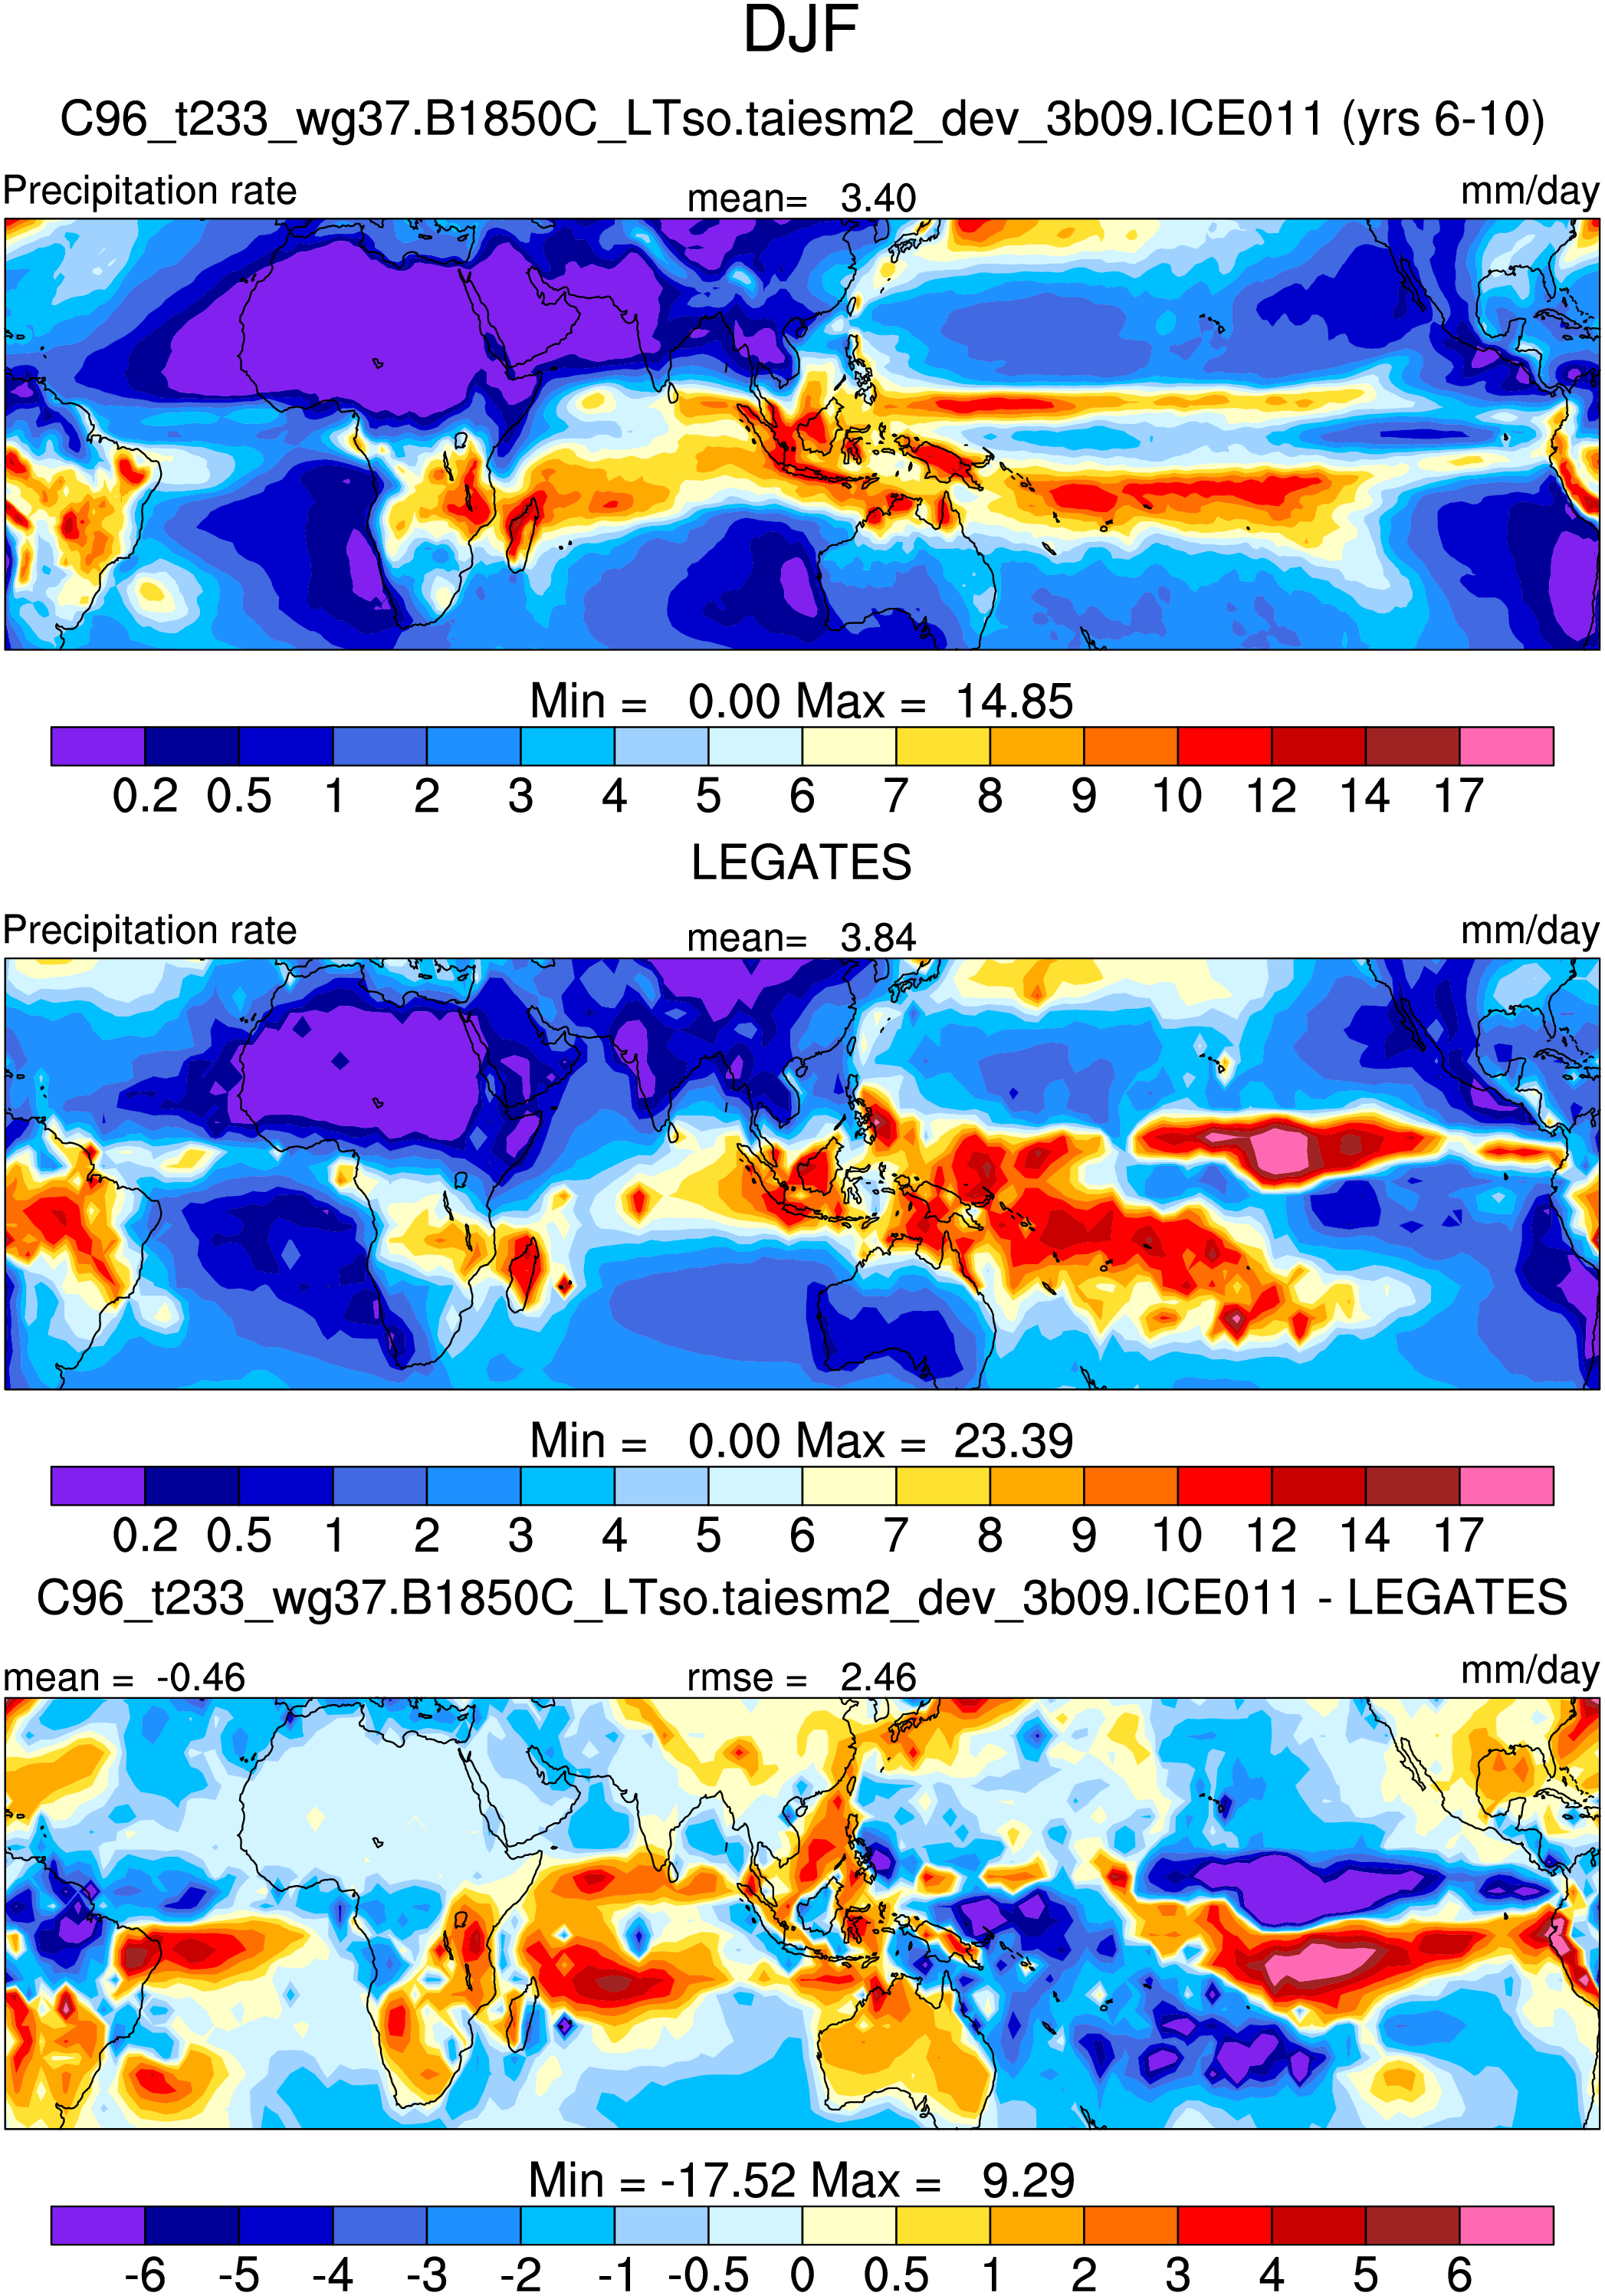 DJF
C96_t233_wg37.B1850C_LTso.taiesm2_dev_3b09.ICE011 (yrs 6-10)
Precipitation rate mean= 3.40 mm/day
Min = 0.00 Max = 14.85
0.2 0.5 1 2 3 4 5 6 7 8 9 10 12 14 17
LEGATES
Precipitation rate mean= 3.84 mm/day
Min = 0.00 Max = 23.39
0.2 0.5 1 2 3 4 5 6 7 8 9 10 12 14 17
C96_t233_wg37.B1850C_LTso.taiesm2_dev_3b09.ICE011 - LEGATES
mean = -0.46 rmse = 2.46 mm/day
Min = -17.52 Max = 9.29
-6 -5 -4 -3 -2 -1 -0.5 0 0.5 1 2 3 4 5 6